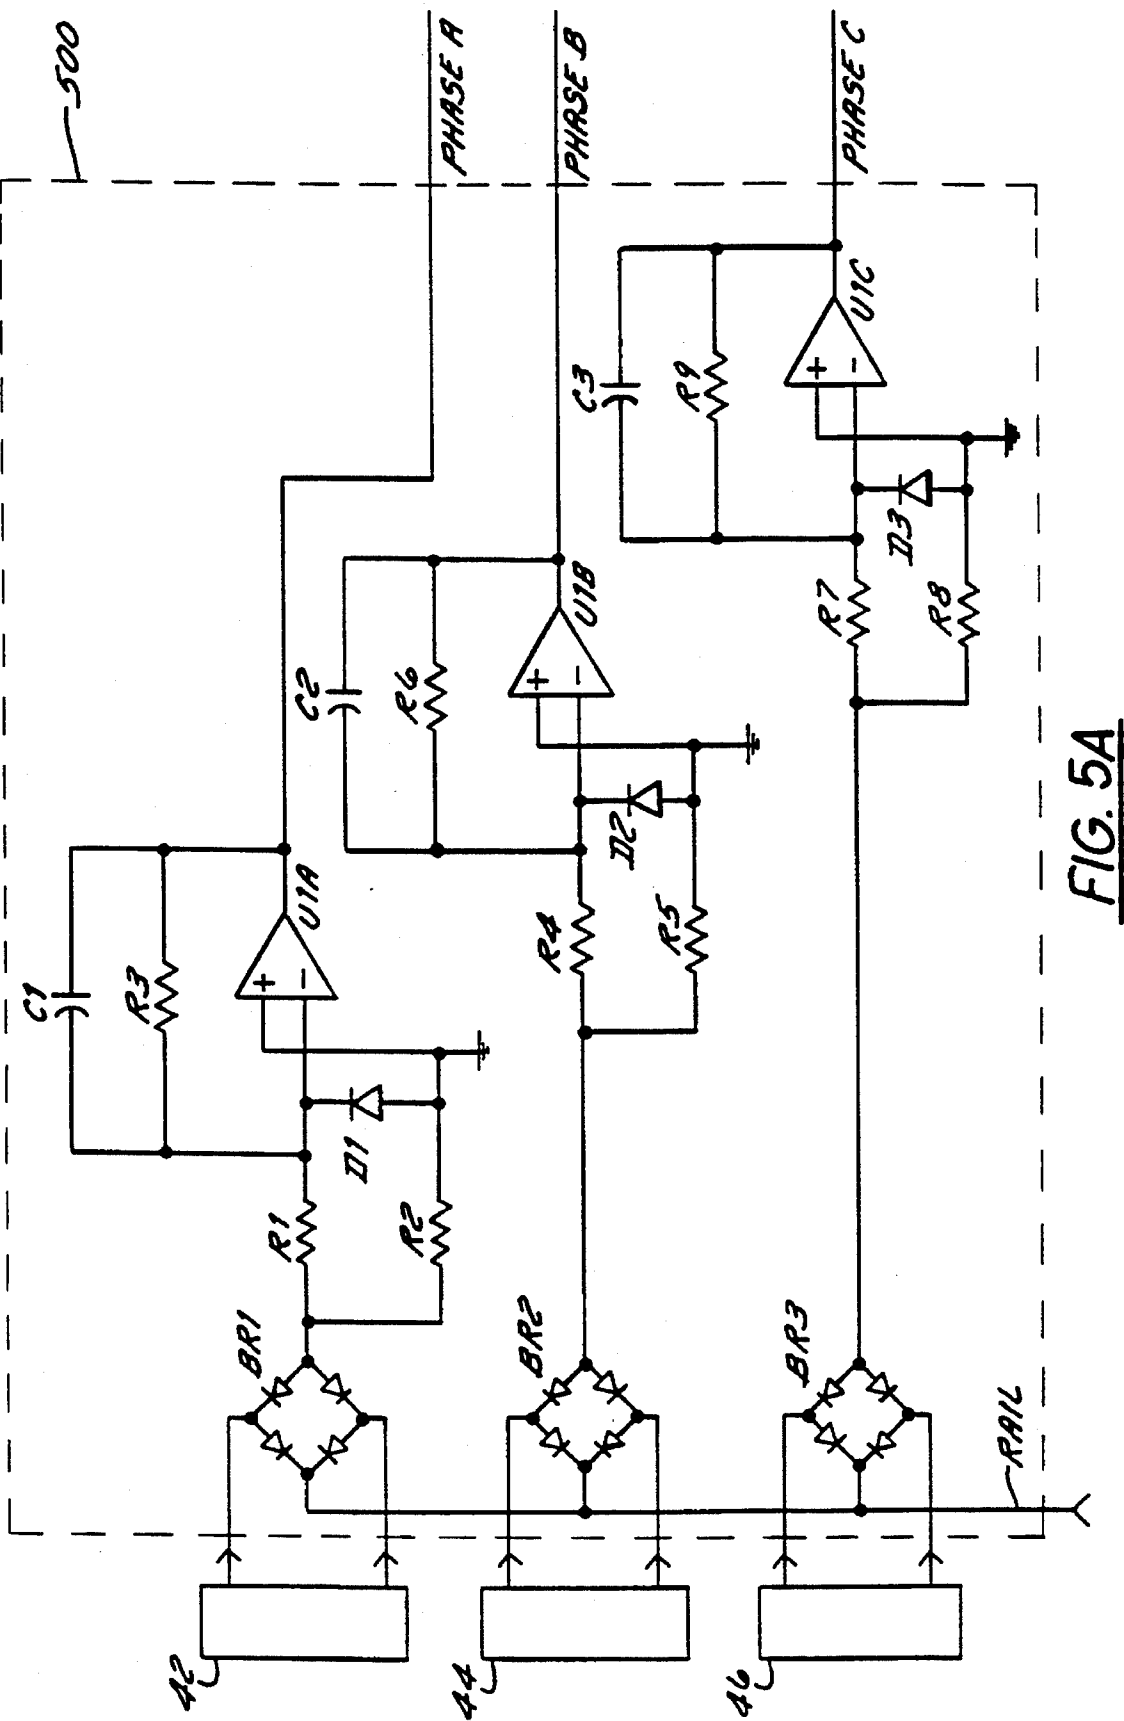 500
PHASE A
PHASE B
PHASE C
C1
R3
U1A
+
-
R1
D1
R2
BR1
C2
R6
U1B
+
-
R4
D2
R5
BR2
C3
R9
U1C
+
-
R7
D3
R8
BR3
RAIL
42
44
46
FIG. 5A